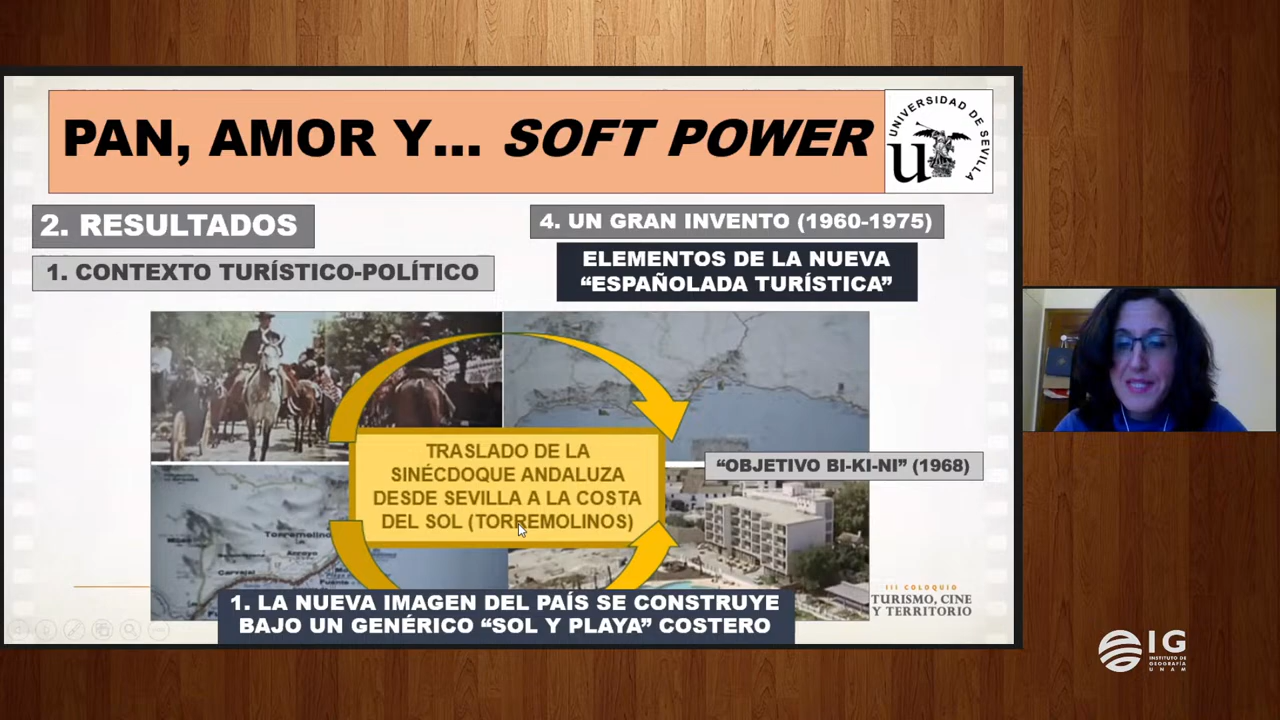 PAN, AMOR Y... SOFT POWER
UNIVERSIDAD DE SEVILLA
u
2. RESULTADOS
1. CONTEXTO TURÍSTICO-POLÍTICO
4. UN GRAN INVENTO (1960-1975)
ELEMENTOS DE LA NUEVA
“ESPAÑOLADA TURÍSTICA”
TRASLADO DE LA
SINÉCDOQUE ANDALUZA
DESDE SEVILLA A LA COSTA
DEL SOL (TORREMOLINOS)
“OBJETIVO BI-KI-NI” (1968)
Torremolino
Arroyo
Carvajal
1. LA NUEVA IMAGEN DEL PAÍS SE CONSTRUYE
BAJO UN GENÉRICO “SOL Y PLAYA” COSTERO
III COLOQUIO
TURISMO, CINE
Y TERRITORIO
IG
INSTITUTO DE
GEOGRAFÍA
UNAM